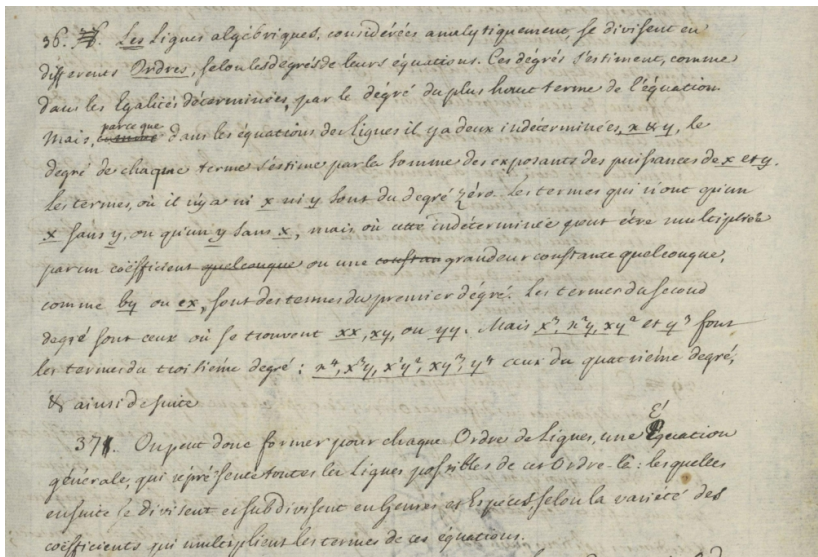 36. Les Lignes algébriques, considérées analytiquement, se divisent en
différens Ordres, selon les degrés de leurs équations. Ces dégrés s'estiment, comme
dans les Egalités déterminées, par le dégré du plus haut terme de l'équation.
Mais, parceque dans les équations des Lignes il y a deux indéterminées, x & y, le
degré de chaque terme s'estime par la somme des exposants des puissances de x et y.
Les termes, où il n'y a ni x ni y sont du degré zéro. Les termes qui n'ont qu'un
x sans y, ou qu'un y sans x, mais où cette indéterminée peut être multipliée
par un coëfficient quelconque ou une constan grandeur constante quelconque,
comme by ou cx, sont des termes du premier dégré. Les termes du second
degré sont ceux où se trouvent xx, xy, ou yy. Mais x³, x²y, xy² et y³ sont
les termes du troisième degré : x⁴, x³y, x²y², xy³, y⁴ ceux du quatrième degré,
& ainsi de suite
37. On peut donc former pour chaque Ordre de Lignes, une Equation
générale, qui réprésente toutes les Lignes possibles de cet Ordre-là : lesquelles
ensuite se divisent et subdivisent en Genres et Espèces, selon la variété des
coëfficients qui multiplient les termes de ces équations.